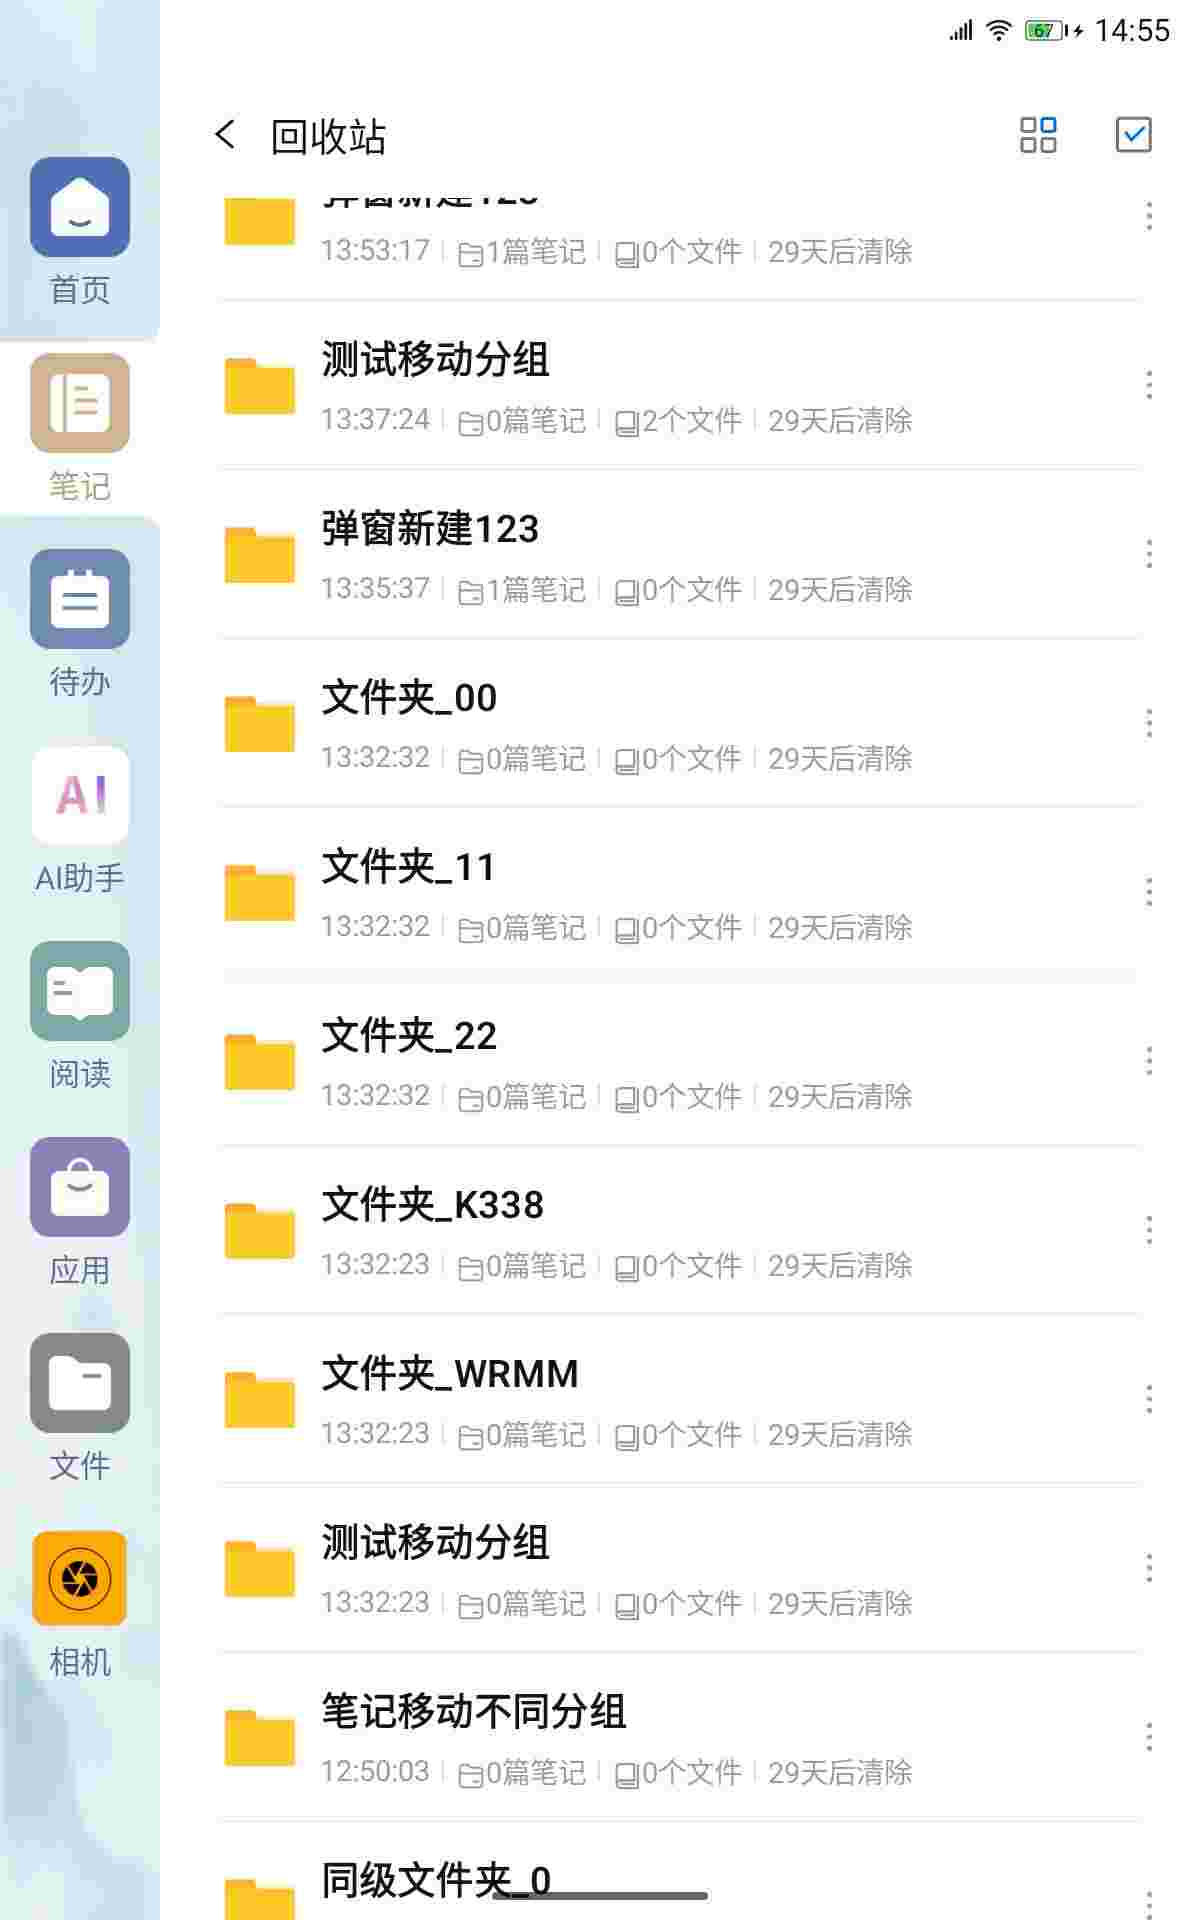 67 14:55
回收站
弹窗新建123
13:53:17 1篇笔记 0个文件 29天后清除
首页
测试移动分组
13:37:24 0篇笔记 2个文件 29天后清除
笔记
弹窗新建123
13:35:37 1篇笔记 0个文件 29天后清除
待办
文件夹_00
13:32:32 0篇笔记 0个文件 29天后清除
AI
AI助手
文件夹_11
13:32:32 0篇笔记 0个文件 29天后清除
阅读
文件夹_22
13:32:32 0篇笔记 0个文件 29天后清除
应用
文件夹_K338
13:32:23 0篇笔记 0个文件 29天后清除
文件夹_WRMM
13:32:23 0篇笔记 0个文件 29天后清除
文件
测试移动分组
13:32:23 0篇笔记 0个文件 29天后清除
相机
笔记移动不同分组
12:50:03 0篇笔记 0个文件 29天后清除
同级文件夹_0